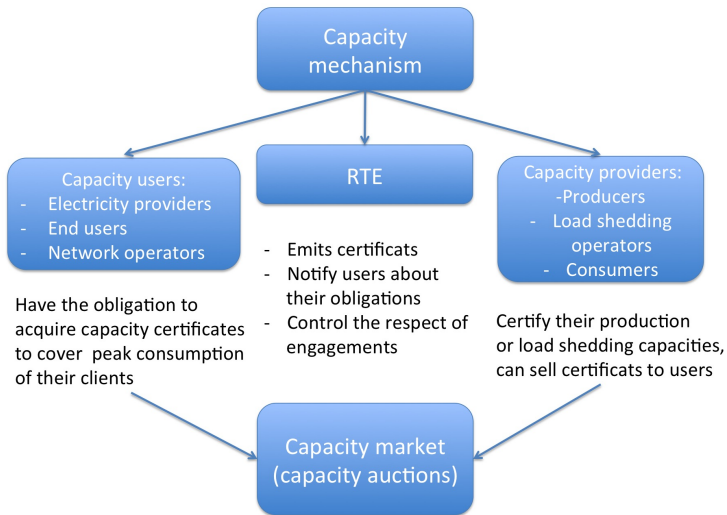 Capacity
mechanism
Capacity users:
- Electricity providers
- End users
- Network operators
RTE
Capacity providers:
-Producers
- Load shedding
operators
- Consumers
Have the obligation to
acquire capacity certificates
to cover peak consumption
of their clients
- Emits certificats
- Notify users about
their obligations
- Control the respect of
engagements
Certify their production
or load shedding capacities,
can sell certificats to users
Capacity market
(capacity auctions)